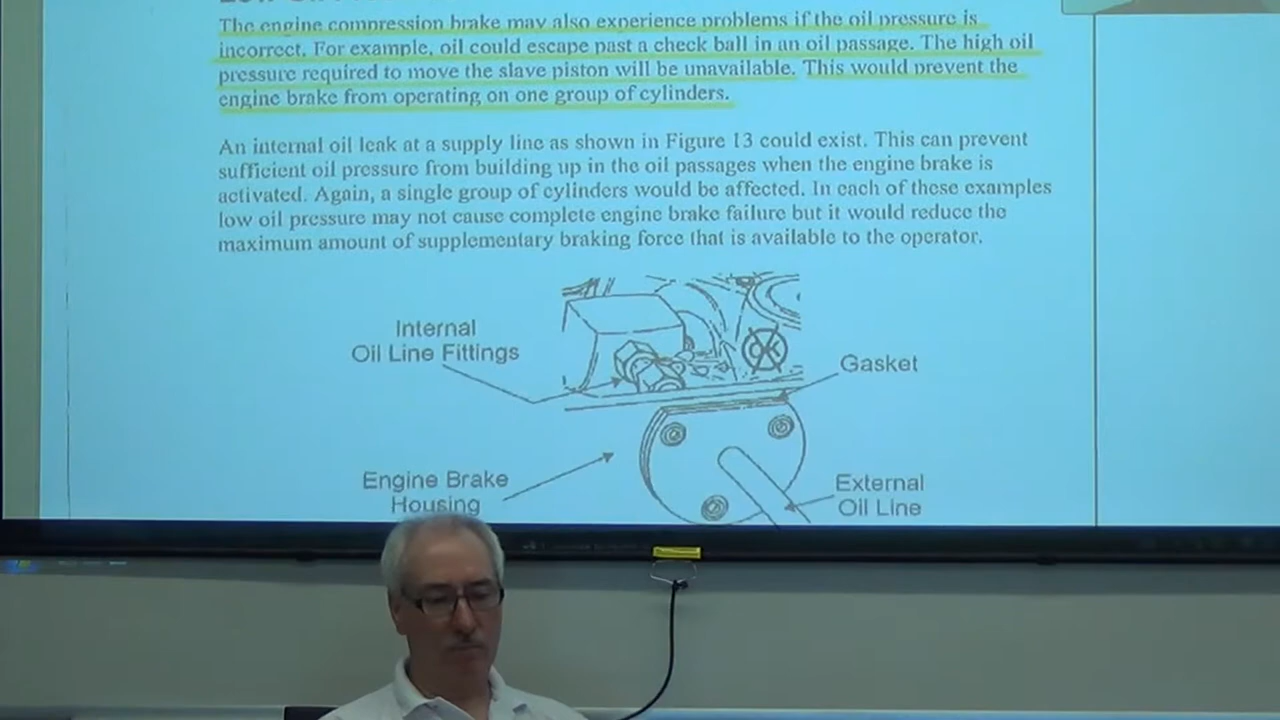 The engine compression brake may also experience problems if the oil pressure is
incorrect. For example, oil could escape past a check ball in an oil passage. The high oil
pressure required to move the slave piston will be unavailable. This would prevent the
engine brake from operating on one group of cylinders.
An internal oil leak at a supply line as shown in Figure 13 could exist. This can prevent
sufficient oil pressure from building up in the oil passages when the engine brake is
activated. Again, a single group of cylinders would be affected. In each of these examples
low oil pressure may not cause complete engine brake failure but it would reduce the
maximum amount of supplementary braking force that is available to the operator.
Internal
Oil Line Fittings
OK
Gasket
Engine Brake
Housing
External
Oil Line